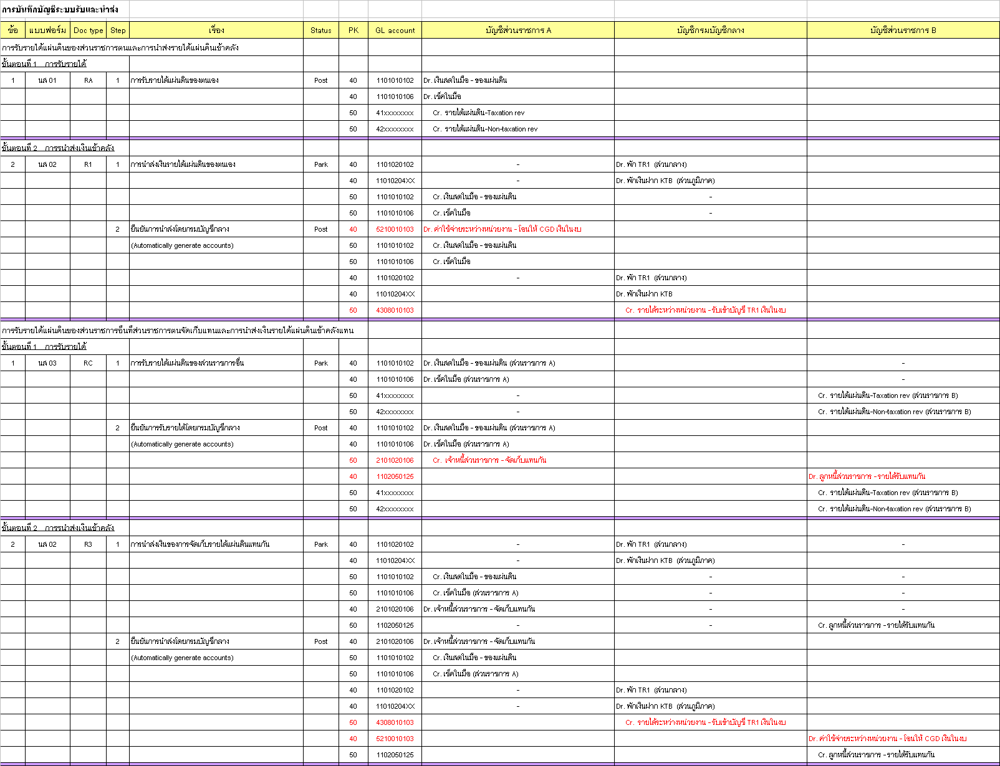 การบันทึกบัญชีระบบรับและนำส่ง
ข้อ แบบฟอร์ม Doc type Step เรื่อง Status PK GL account บัญชีส่วนราชการ A บัญชีกรมบัญชีกลาง บัญชีส่วนราชการ B
การรับรายได้แผ่นดินของส่วนราชการตนและการนำส่งรายได้แผ่นดินเข้าคลัง
ขั้นตอนที่ 1 การรับรายได้
1 นส 01 RA 1 การรับรายได้แผ่นดินของตนเอง Post 40 1101010102 Dr. เงินสดในมือ - ของแผ่นดิน
40 1101010106 Dr. เช็คในมือ
50 41xxxxxxxx Cr. รายได้แผ่นดิน-Taxation rev
50 42xxxxxxxx Cr. รายได้แผ่นดิน-Non-taxation rev
ขั้นตอนที่ 2 การรนำส่งเงินเข้าคลัง
2 นส 02 R1 1 การนำส่งเงินรายได้แผ่นดินของตนเอง Park 40 1101020102 - Dr. พัก TR1 (ส่วนกลาง)
40 11010204XX - Dr. พักเงินฝาก KTB (ส่วนภูมิภาค)
50 1101010102 Cr. เงินสดในมือ - ของแผ่นดิน -
50 1101010106 Cr. เช็คในมือ -
2 ยืนยันการนำส่งโดยกรมบัญชีกลาง Post 40 5210010103 Dr. ค่าใช้จ่ายระหว่างหน่วยงาน - โอนให้ CGD เงินในงบ
(Automatically generate accounts) 50 1101010102 Cr. เงินสดในมือ - ของแผ่นดิน
50 1101010106 Cr. เช็คในมือ
40 1101020102 - Dr. พัก TR1 (ส่วนกลาง)
40 11010204XX Dr. พักเงินฝาก KTB
50 4308010103 Cr. รายได้ระหว่างหน่วยงาน -รับเข้าบัญชี TR1 เงินในงบ
การรับรายได้แผ่นดินของส่วนราชการอื่นที่ส่วนราชการตนจัดเก็บแทนและการนำส่งเงินรายได้แผ่นดินเข้าคลังแทน
ขั้นตอนที่ 1 การรับรายได้
1 นส 03 RC 1 การรับรายได้แผ่นดินของส่วนราชการอื่น Park 40 1101010102 Dr. เงินสดในมือ - ของแผ่นดิน (ส่วนราชการ A) -
40 1101010106 Dr. เช็คในมือ (ส่วนราชการ A) -
50 41xxxxxxxx - Cr. รายได้แผ่นดิน-Taxation rev (ส่วนราชการ B)
50 42xxxxxxxx - Cr. รายได้แผ่นดิน-Non-taxation rev (ส่วนราชการ B)
2 ยืนยันการรับรายได้โดยกรมบัญชีกลาง Post 40 1101010102 Dr. เงินสดในมือ - ของแผ่นดิน (ส่วนราชการ A)
(Automatically generate accounts) 40 1101010106 Dr. เช็คในมือ (ส่วนราชการ A)
50 2101020106 Cr. เจ้าหนี้ส่วนราชการ - จัดเก็บแทนกัน
40 1102050125 Dr. ลูกหนี้ส่วนราชการ -รายได้รับแทนกัน
50 41xxxxxxxx Cr. รายได้แผ่นดิน-Taxation rev (ส่วนราชการ B)
50 42xxxxxxxx Cr. รายได้แผ่นดิน-Non-taxation rev (ส่วนราชการ B)
ขั้นตอนที่ 2 การรนำส่งเงินเข้าคลัง
2 นส 02 R3 1 การนำส่งเงินของการจัดเก็บรายได้แผ่นดินแทนกัน Park 40 1101020102 - Dr. พัก TR1 (ส่วนกลาง) -
40 11010204XX - Dr. พักเงินฝาก KTB (ส่วนภูมิภาค)
50 1101010102 Cr. เงินสดในมือ - ของแผ่นดิน - -
50 1101010106 Cr. เช็คในมือ (ส่วนราชการ A) - -
40 2101020106 Dr. เจ้าหนี้ส่วนราชการ - จัดเก็บแทนกัน - -
50 1102050125 - - Cr. ลูกหนี้ส่วนราชการ -รายได้รับแทนกัน
2 ยืนยันการนำส่งโดยกรมบัญชีกลาง Post 40 2101020106 Dr. เจ้าหนี้ส่วนราชการ - จัดเก็บแทนกัน
(Automatically generate accounts) 50 1101010102 Cr. เงินสดในมือ - ของแผ่นดิน
50 1101010106 Cr. เช็คในมือ (ส่วนราชการ A)
40 1101020102 - Dr. พัก TR1 (ส่วนกลาง)
40 11010204XX - Dr. พักเงินฝาก KTB (ส่วนภูมิภาค)
50 4308010103 Cr. รายได้ระหว่างหน่วยงาน -รับเข้าบัญชี TR1 เงินในงบ
40 5210010103 Dr. ค่าใช้จ่ายระหว่างหน่วยงาน - โอนให้ CGD เงินในงบ
50 1102050125 Cr. ลูกหนี้ส่วนราชการ -รายได้รับแทนกัน